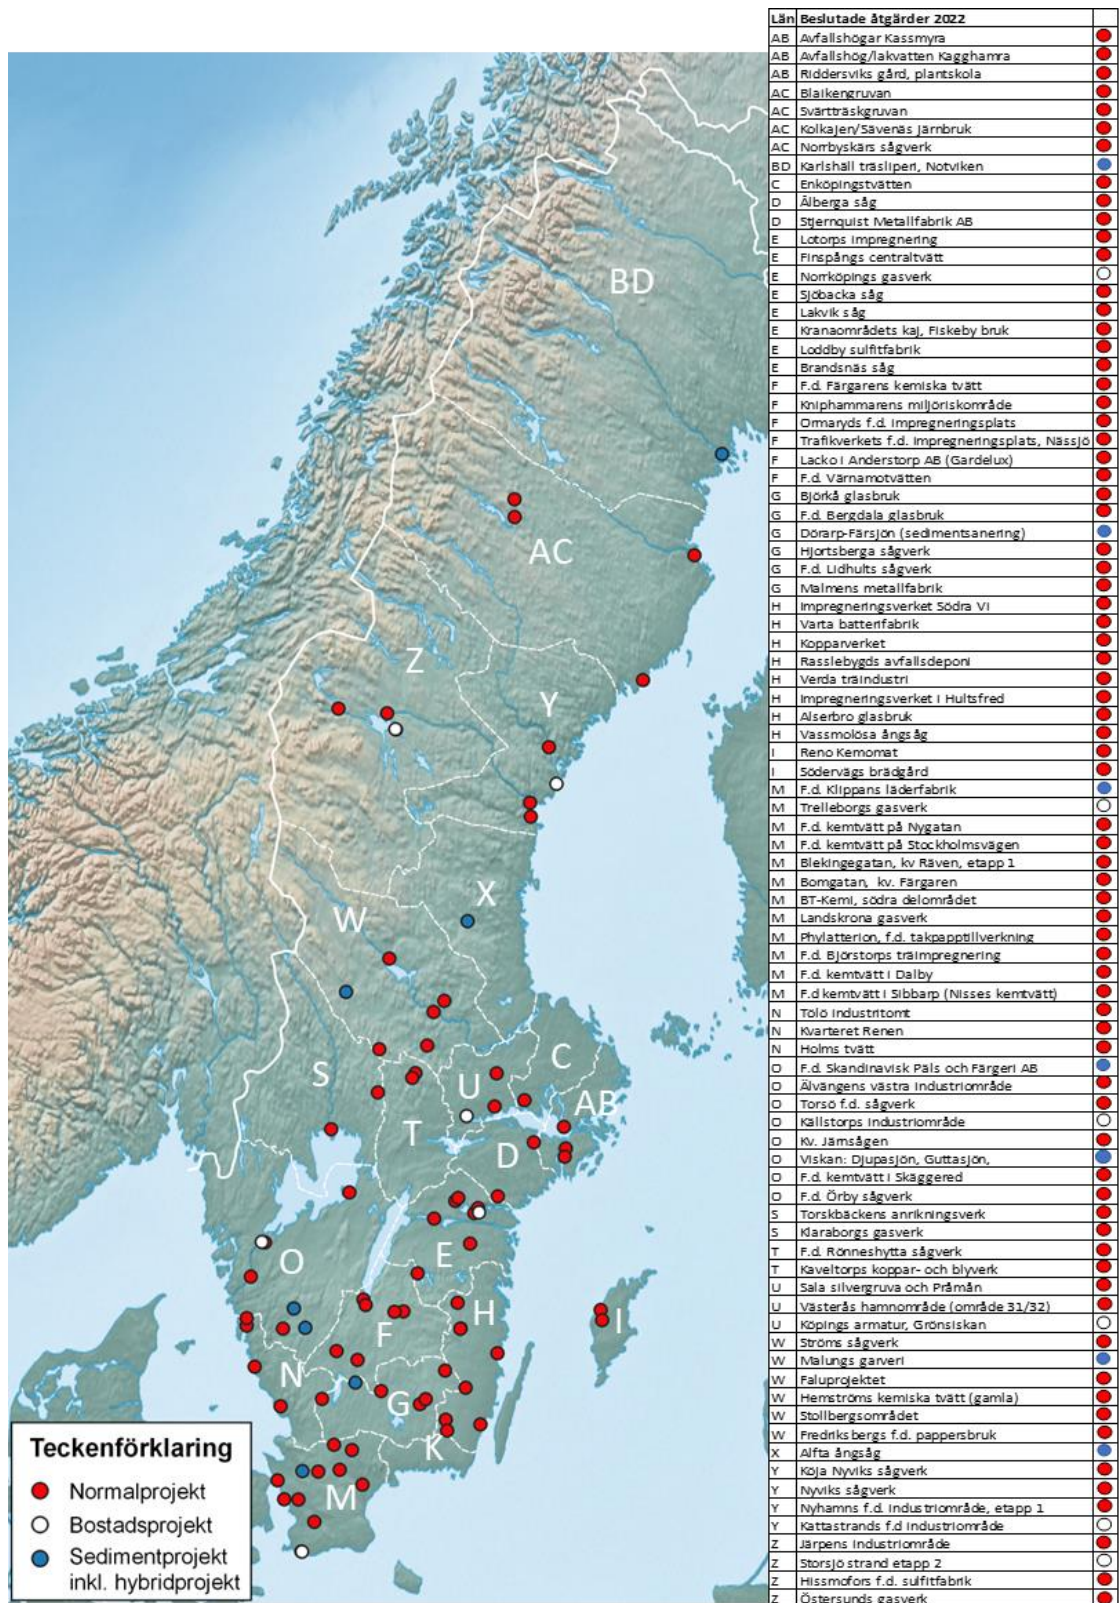 Län Beslutade åtgärder 2022
AB Avfallshögar Kassmyra
AB Avfallshög/lakvatten Kagghamra
AB Riddersviks gård, plantskola
AC Blaikengruvan
AC Svärtträskgruvan
AC Kolkajen/Sävenäs Järnbruk
AC Norrbyskärs sågverk
BD Karlshäll träsliperi, Notviken
C Enköpingstvätten
D Ålberga såg
D Stjernquist Metallfabrik AB
E Lotorps impregnering
E Finspångs centraltvätt
E Norrköpings gasverk
E Sjöbacka såg
E Lakvik såg
E Kranaområdets kaj, Fiskeby bruk
E Loddby sulfitfabrik
E Brandsnäs såg
F F.d. Färgarens kemiska tvätt
F Kniphammarens miljöriskområde
F Ormaryds f.d. impregneringsplats
F Trafikverkets f.d. impregneringsplats, Nässjö
F Lacko i Anderstorp AB (Gardelux)
F F.d. Värnamotvätten
G Björkå glasbruk
G F.d. Bergdala glasbruk
G Dörarp-Färsjön (sedimentsanering)
G Hjortsberga sågverk
G F.d. Lidhults sågverk
G Malmens metallfabrik
H Impregneringsverket Södra Vi
H Varta batterifabrik
H Kopparverket
H Rasslebygds avfallsdeponi
H Verda träindustri
H Impregneringsverket i Hultsfred
H Alserbro glasbruk
H Vassmolösa ångsåg
I Reno Kemomat
I Södervägs brädgård
M F.d. Klippans läderfabrik
M Trelleborgs gasverk
M F.d. kemtvätt på Nygatan
M F.d. kemtvätt på Stockholmsvägen
M Blekingegatan, kv Räven, etapp 1
M Bomgatan, kv. Färgaren
M BT-Kemi, södra delområdet
M Landskrona gasverk
M Phylatterion, f.d. takpapptillverkning
M F.d. Björstorps träimpregnering
M F.d. kemtvätt i Dalby
M F.d kemtvätt i Sibbarp (Nisses kemtvätt)
N Tölö industritomt
N Kvarteret Renen
N Holms tvätt
O F.d. Skandinavisk Päls och Färgeri AB
O Älvängens västra industriområde
O Torsö f.d. sågverk
O Källstorps industriområde
O Kv. Järnsågen
O Viskan: Djupasjön, Guttasjön,
O F.d. kemtvätt i Skäggered
O F.d. Örby sågverk
S Torskbäckens anrikningsverk
S Klaraborgs gasverk
T F.d. Rönneshytta sågverk
T Kaveltorps koppar- och blyverk
U Sala silvergruva och Pråmån
U Västerås hamnområde (område 31/32)
U Köpings armatur, Grönsiskan
W Ströms sågverk
W Malungs garveri
W Faluprojektet
W Hemströms kemiska tvätt (gamla)
W Stollbergsområdet
W Fredriksbergs f.d. pappersbruk
X Alfta ångsåg
Y Köja Nyviks sågverk
Y Nyviks sågverk
Y Nyhamns f.d. industriområde, etapp 1
Y Kattastrands f.d industriområde
Z Järpens industriområde
Z Storsjö strand etapp 2
Z Hissmofors f.d. sulfitfabrik
Z Östersunds gasverk
BD
AC
Z
Y
X
W
S
C
U
AB
T
D
O
E
H
I
F
N
G
K
M
Teckenförklaring
Normalprojekt
Bostadsprojekt
Sedimentprojekt
inkl. hybridprojekt